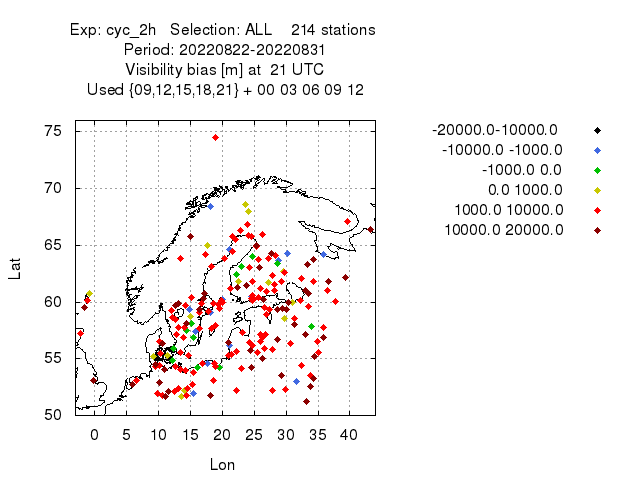 Exp: cyc_2h   Selection: ALL    214 stations
Period: 20220822-20220831
Visibility bias [m] at  21 UTC
Used {09,12,15,18,21} + 00 03 06 09 12
-20000.0-10000.0
-10000.0 -1000.0
-1000.0 0.0
0.0 1000.0
1000.0 10000.0
10000.0 20000.0
75
70
65
60
55
50
Lat
0 5 10 15 20 25 30 35 40
Lon